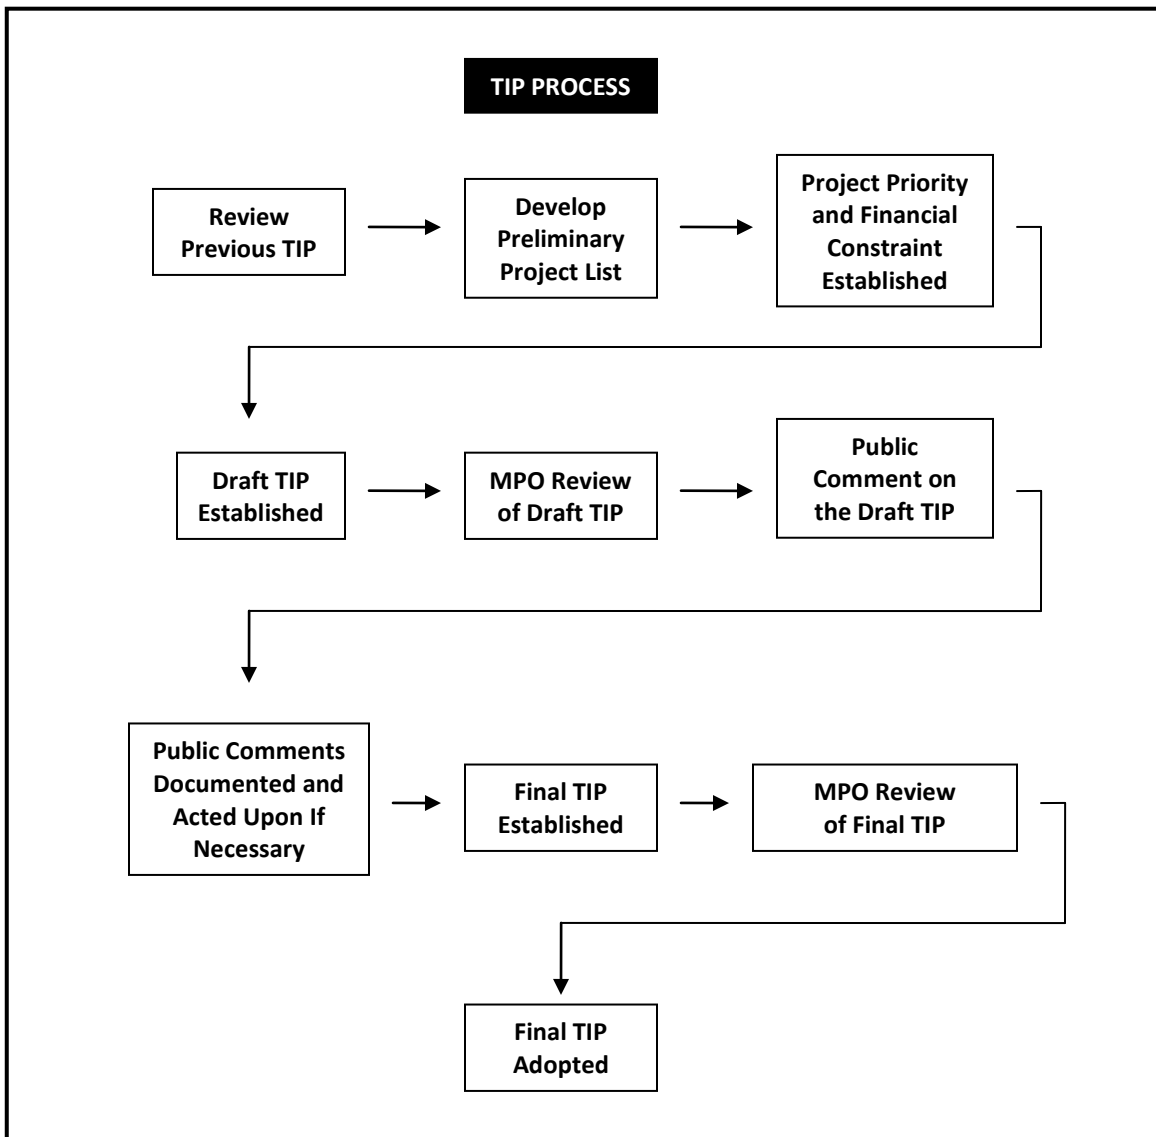 TIP PROCESS
Review
Previous TIP
Develop
Preliminary
Project List
Project Priority
and Financial
Constraint
Established
Draft TIP
Established
MPO Review
of Draft TIP
Public
Comment on
the Draft TIP
Public Comments
Documented and
Acted Upon If
Necessary
Final TIP
Established
MPO Review
of Final TIP
Final TIP
Adopted